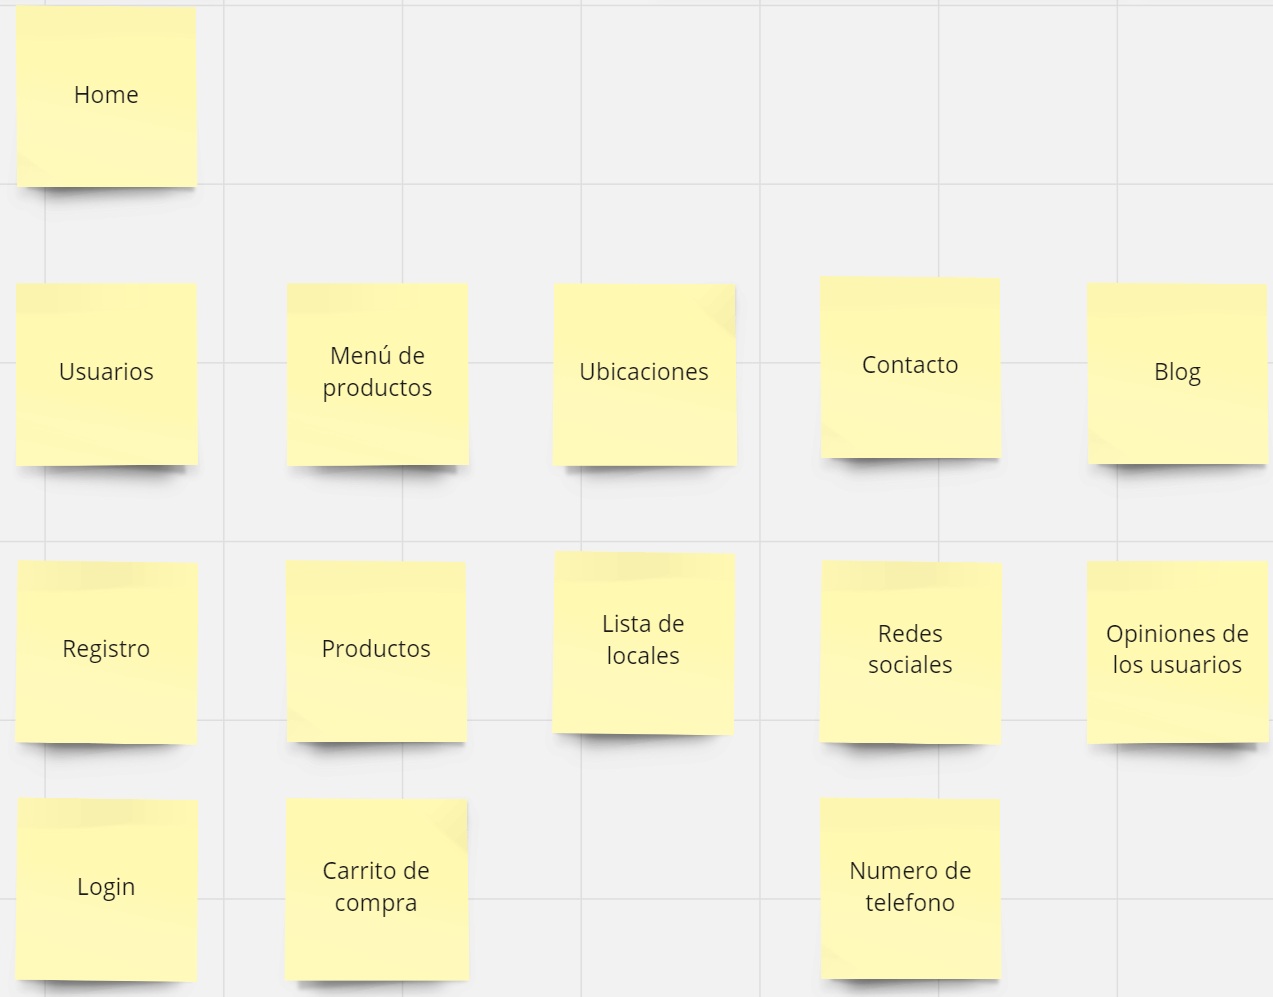 Home
Usuarios
Menú de
productos
Ubicaciones
Contacto
Blog
Registro
Productos
Lista de
locales
Redes
sociales
Opiniones de
los usuarios
Login
Carrito de
compra
Numero de
telefono